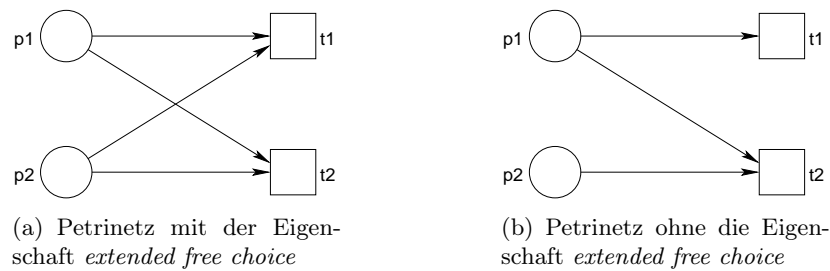 p1 t1
p2 t2
(a) Petrinetz mit der Eigen-
schaft extended free choice
p1 t1
p2 t2
(b) Petrinetz ohne die Eigen-
schaft extended free choice